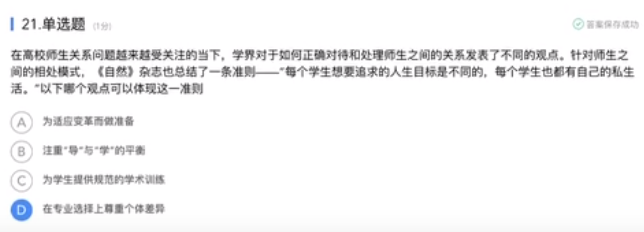 21.单选题 (1分)
答案保存成功
在高校师生关系问题越来越受关注的当下，学界对于如何正确对待和处理师生之间的关系发表了不同的观点。针对师生之
间的相处模式，《自然》杂志也总结了一条准则——“每个学生想要追求的人生目标是不同的，每个学生也都有自己的私生
活。”以下哪个观点可以体现这一准则
A 为适应变革而做准备
B 注重“导”与“学”的平衡
C 为学生提供规范的学术训练
D 在专业选择上尊重个体差异